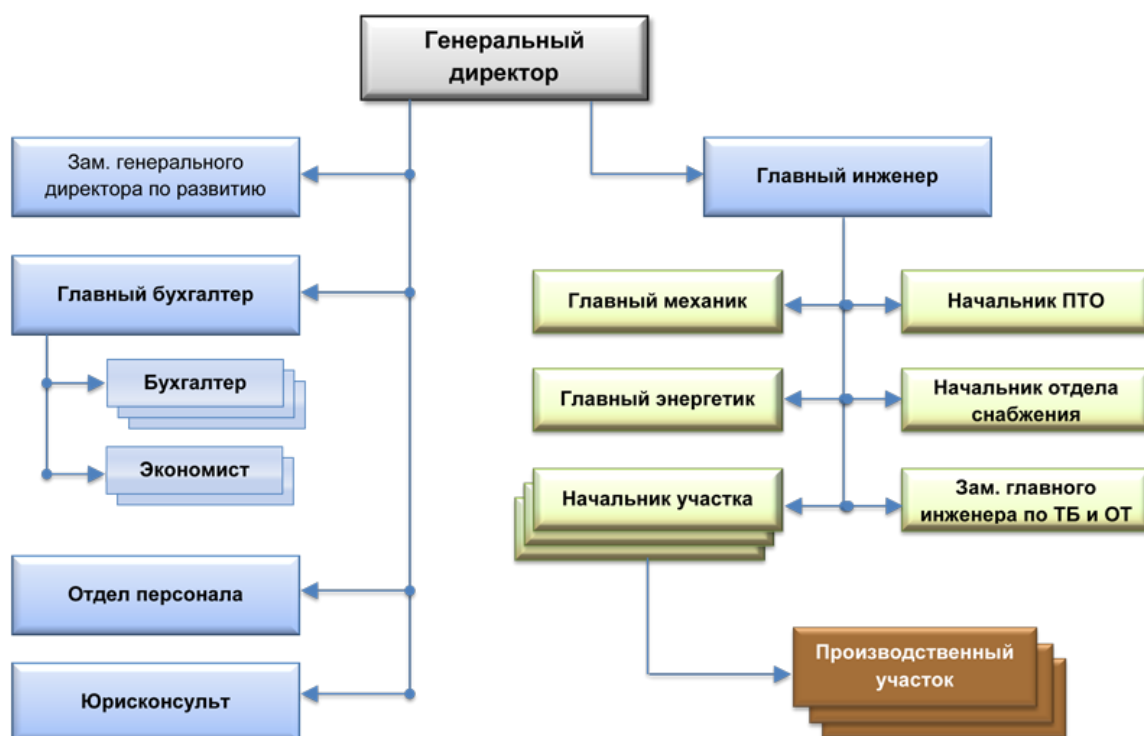 Генеральный
директор
Зам. генерального
директора по развитию
Главный инженер
Главный бухгалтер
Главный механик
Начальник ПТО
Бухгалтер
Главный энергетик
Начальник отдела
снабжения
Экономист
Начальник участка
Зам. главного
инженера по ТБ и ОТ
Отдел персонала
Производственный
участок
Юрисконсульт